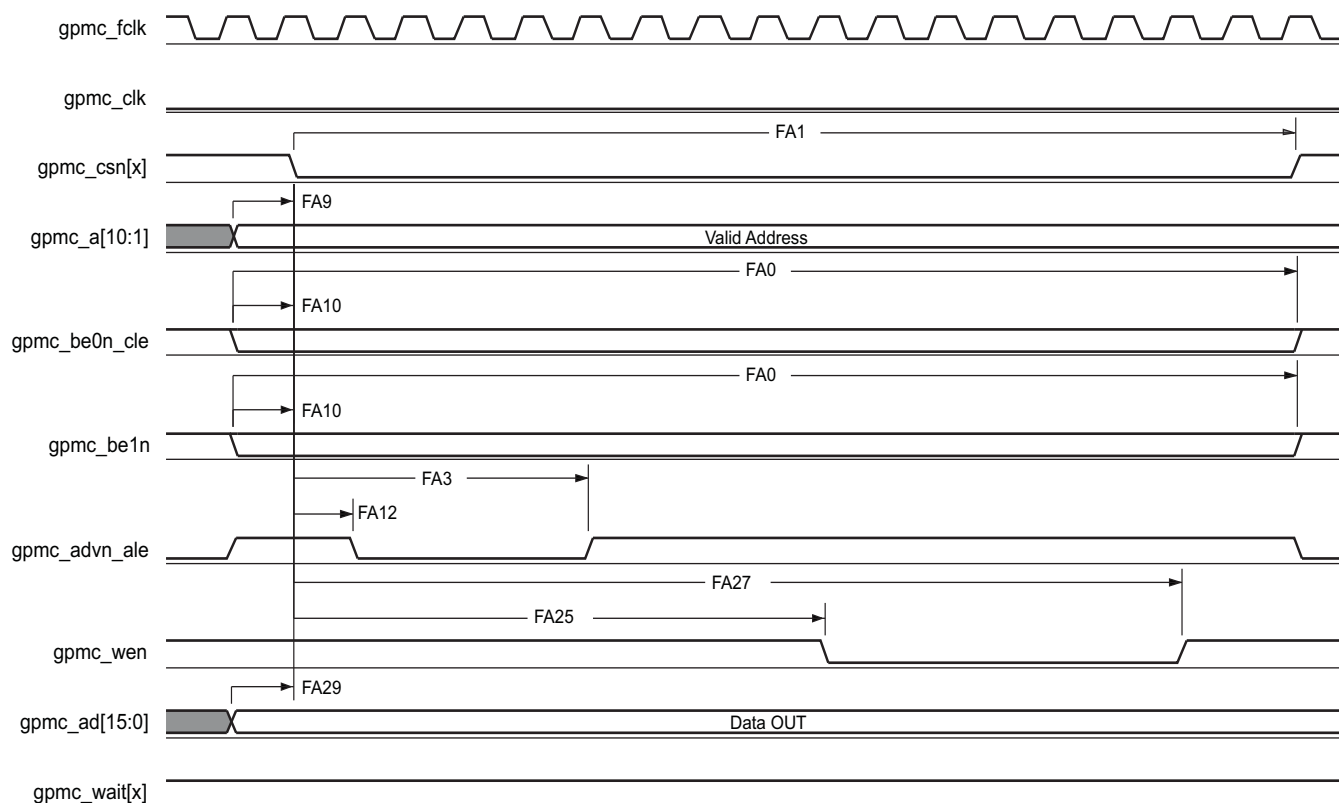 gpmc_fclk
gpmc_clk
FA1
gpmc_csn[x]
FA9
gpmc_a[10:1]
Valid Address
FA0
FA10
gpmc_be0n_cle
FA0
FA10
gpmc_be1n
FA3
FA12
gpmc_advn_ale
FA27
FA25
gpmc_wen
FA29
gpmc_ad[15:0]
Data OUT
gpmc_wait[x]